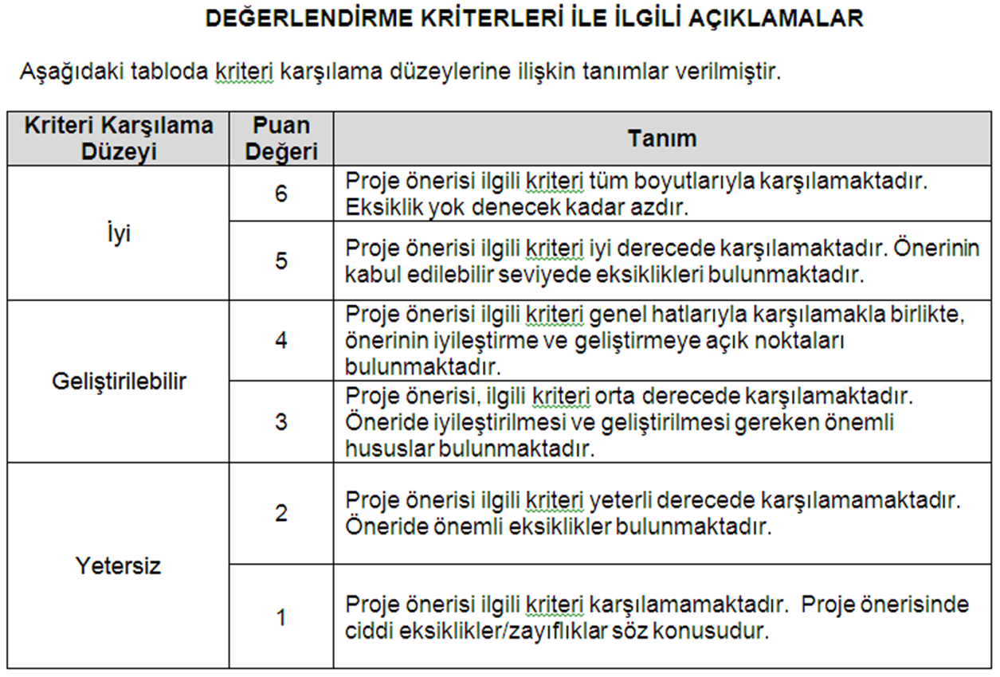 DEĞERLENDİRME KRİTERLERİ İLE İLGİLİ AÇIKLAMALAR
Aşağıdaki tabloda kriteri karşılama düzeylerine ilişkin tanımlar verilmiştir.
Kriteri Karşılama
Düzeyi
Puan
Değeri
Tanım
İyi
6
Proje önerisi ilgili kriteri tüm boyutlarıyla karşılamaktadır.
Eksiklik yok denecek kadar azdır.
5
Proje önerisi ilgili kriteri iyi derecede karşılamaktadır. Önerinin
kabul edilebilir seviyede eksiklikleri bulunmaktadır.
Geliştirilebilir
4
Proje önerisi ilgili kriteri genel hatlarıyla karşılamakla birlikte,
önerinin iyileştirme ve geliştirmeye açık noktaları
bulunmaktadır.
3
Proje önerisi, ilgili kriteri orta derecede karşılamaktadır.
Öneride iyileştirilmesi ve geliştirilmesi gereken önemli
hususlar bulunmaktadır.
Yetersiz
2
Proje önerisi ilgili kriteri yeterli derecede karşılamamaktadır.
Öneride önemli eksiklikler bulunmaktadır.
1
Proje önerisi ilgili kriteri karşılamamaktadır. Proje önerisinde
ciddi eksiklikler/zayıflıklar söz konusudur.